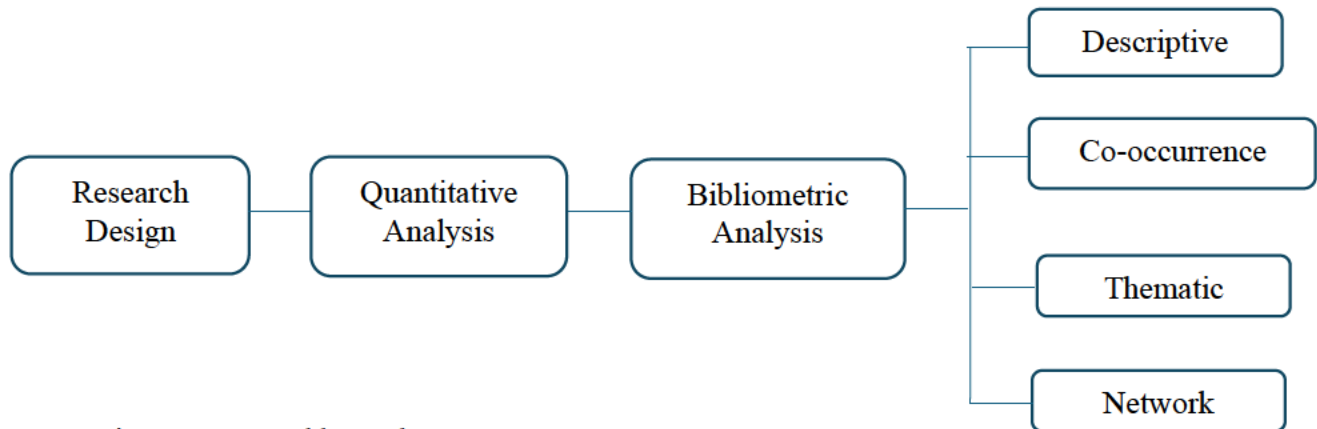 Descriptive
Co-occurrence
Research
Design
Quantitative
Analysis
Bibliometric
Analysis
Thematic
Network